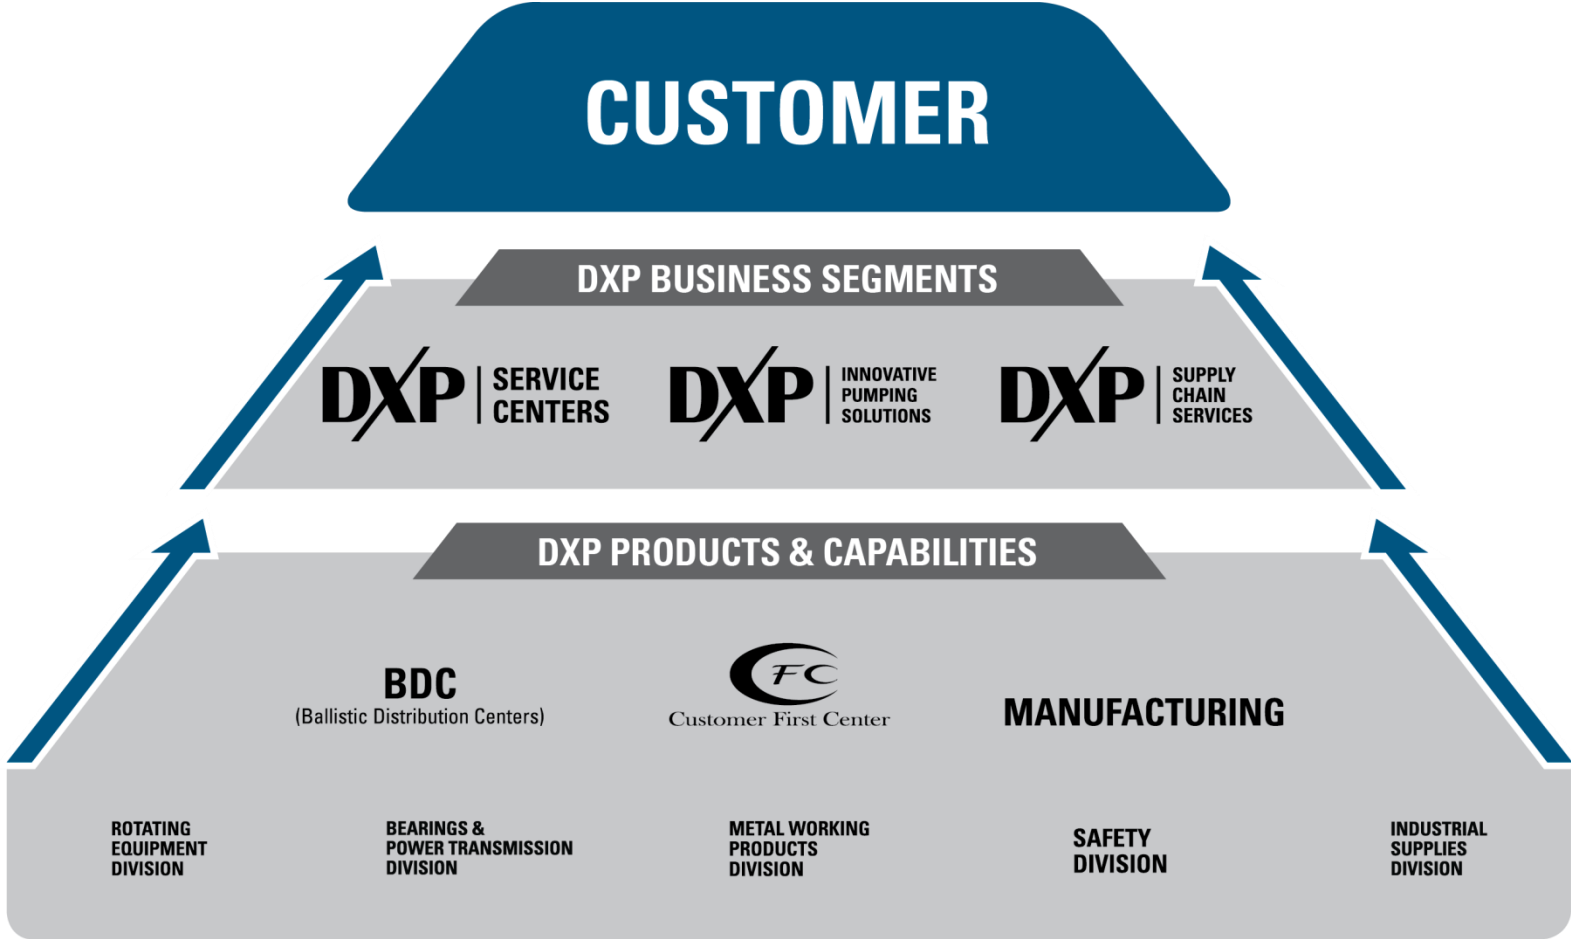 CUSTOMER
DXP BUSINESS SEGMENTS
DXP
SERVICE
CENTERS
DXP
INNOVATIVE
PUMPING
SOLUTIONS
DXP
SUPPLY
CHAIN
SERVICES
DXP PRODUCTS & CAPABILITIES
BDC
(Ballistic Distribution Centers)
FC
Customer First Center
MANUFACTURING
ROTATING
EQUIPMENT
DIVISION
BEARINGS &
POWER TRANSMISSION
DIVISION
METAL WORKING
PRODUCTS
DIVISION
SAFETY
DIVISION
INDUSTRIAL
SUPPLIES
DIVISION